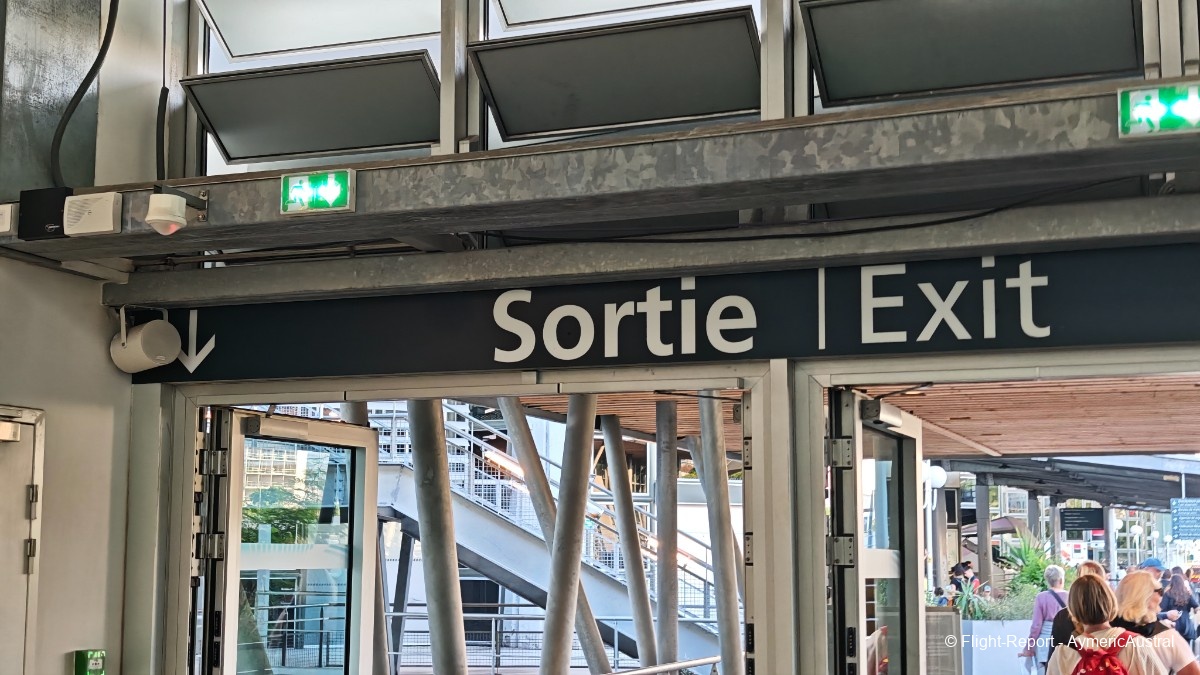 Sortie | Exit
© Flight-Report - AymericAustral